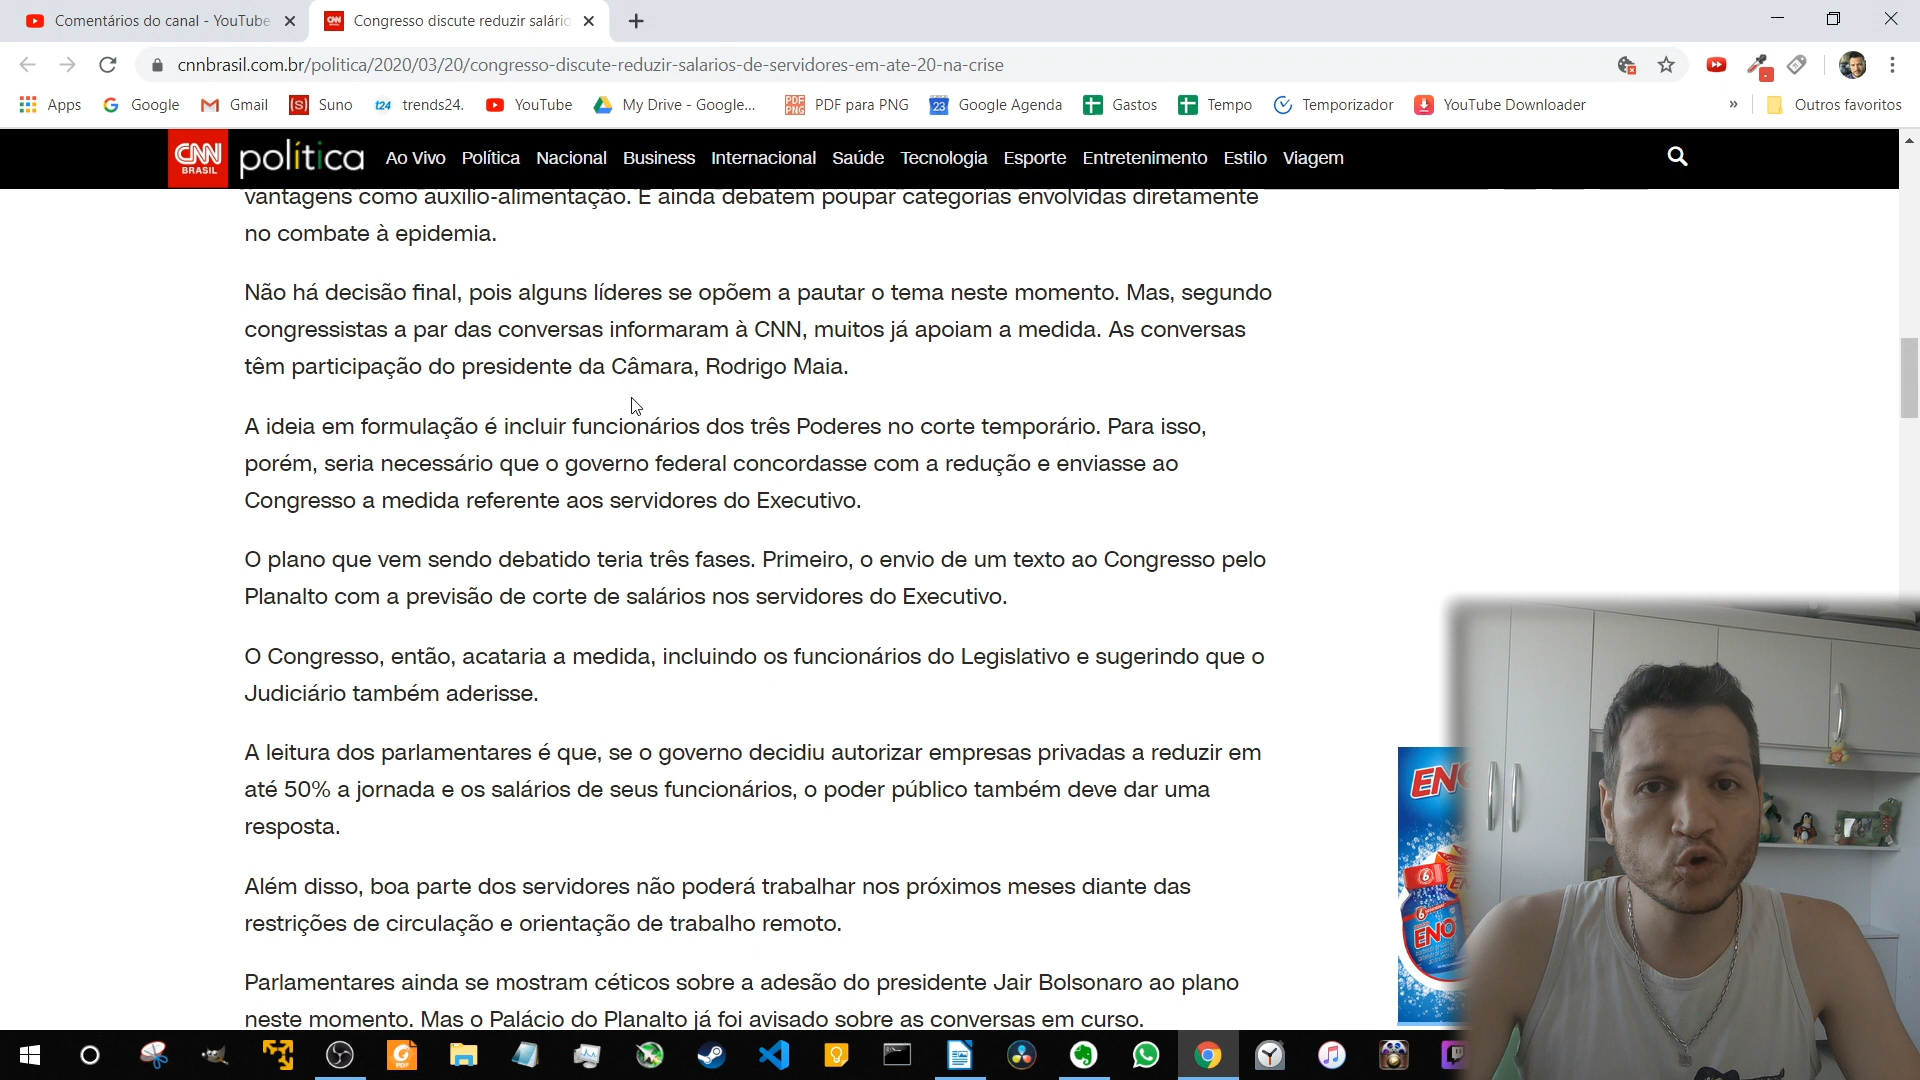 Comentários do canal - YouTube
Congresso discute reduzir salário
cnnbrasil.com.br/politica/2020/03/20/congresso-discute-reduzir-salarios-de-servidores-em-ate-20-na-crise
Apps Google Gmail Suno trends24. YouTube My Drive - Google... PDF para PNG Google Agenda Gastos Tempo Temporizador YouTube Downloader » Outros favoritos
CNN BRASIL política Ao Vivo Política Nacional Business Internacional Saúde Tecnologia Esporte Entretenimento Estilo Viagem
vantagens como auxílio-alimentação. E ainda debatem poupar categorias envolvidas diretamente
no combate à epidemia.
Não há decisão final, pois alguns líderes se opõem a pautar o tema neste momento. Mas, segundo
congressistas a par das conversas informaram à CNN, muitos já apoiam a medida. As conversas
têm participação do presidente da Câmara, Rodrigo Maia.
A ideia em formulação é incluir funcionários dos três Poderes no corte temporário. Para isso,
porém, seria necessário que o governo federal concordasse com a redução e enviasse ao
Congresso a medida referente aos servidores do Executivo.
O plano que vem sendo debatido teria três fases. Primeiro, o envio de um texto ao Congresso pelo
Planalto com a previsão de corte de salários nos servidores do Executivo.
O Congresso, então, acataria a medida, incluindo os funcionários do Legislativo e sugerindo que o
Judiciário também aderisse.
A leitura dos parlamentares é que, se o governo decidiu autorizar empresas privadas a reduzir em
até 50% a jornada e os salários de seus funcionários, o poder público também deve dar uma
resposta.
Além disso, boa parte dos servidores não poderá trabalhar nos próximos meses diante das
restrições de circulação e orientação de trabalho remoto.
Parlamentares ainda se mostram céticos sobre a adesão do presidente Jair Bolsonaro ao plano
neste momento. Mas o Palácio do Planalto já foi avisado sobre as conversas em curso.
ENO
6
ENO